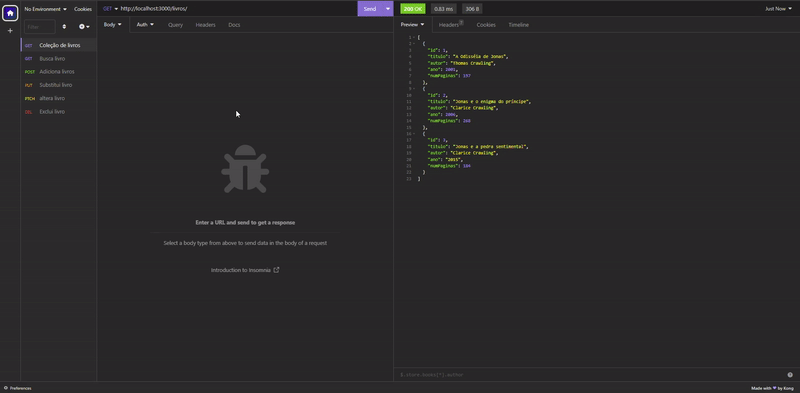 No Environment Cookies
GET http://localhost:3000/livros/ Send
200 OK 0.83 ms 306 B Just Now
Filter
Body Auth Query Headers Docs
Preview Headers 7 Cookies Timeline
GET Coleção de livros
GET Busca livro
POST Adiciona livros
PUT Substitui livro
PTCH altera livro
DEL Exclui livro
Enter a URL and send to get a response
Select a body type from above to send data in the body of a request
Introduction to Insomnia
1 [
2 {
3 "id": 1,
4 "titulo": "A Odisséia de Jonas",
5 "autor": "Thomas Crawling",
6 "ano": 2001,
7 "numPaginas": 197
8 },
9 {
10 "id": 2,
11 "titulo": "Jonas e o enigma do príncipe",
12 "autor": "Clarice Crawling",
13 "ano": 2006,
14 "numPaginas": 268
15 },
16 {
17 "id": 3,
18 "titulo": "Jonas e a pedra sentimental",
19 "autor": "Clarice Crawling",
20 "ano": "2015",
21 "numPaginas": 104
22 }
23 ]
$.store.books[*].author
Preferences
Made with ♥ by Kong